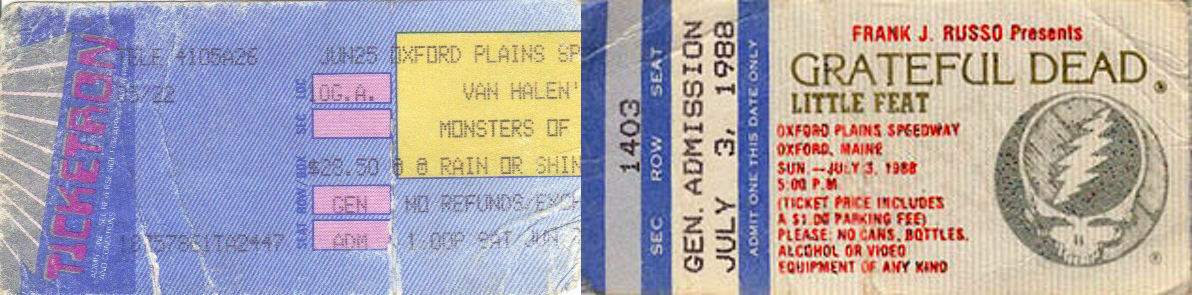 TICKETRON
TELE 4105A26 JUN25 OXFORD PLAINS SP
OG.A. VAN HALEN'
LOC
SEC
MONSTERS OF
$28.50 @ @ RAIN OR SHIN
ROW/BOX
GEN NO REFUNDS/EXCH
SEAT
ADM 1:00P SAT JUN 2
1403
SEC ROW SEAT
GEN. ADMISSION
JULY 3, 1988
ADMIT ONE THIS DATE ONLY
FRANK J. RUSSO Presents
GRATEFUL DEAD ®
LITTLE FEAT
OXFORD PLAINS SPEEDWAY
OXFORD, MAINE
SUN. -- JULY 3, 1988
5:00 P.M.
(TICKET PRICE INCLUDES
A $1.00 PARKING FEE)
PLEASE: NO CANS, BOTTLES,
ALCOHOL OR VIDEO
EQUIPMENT OF ANY KIND
®